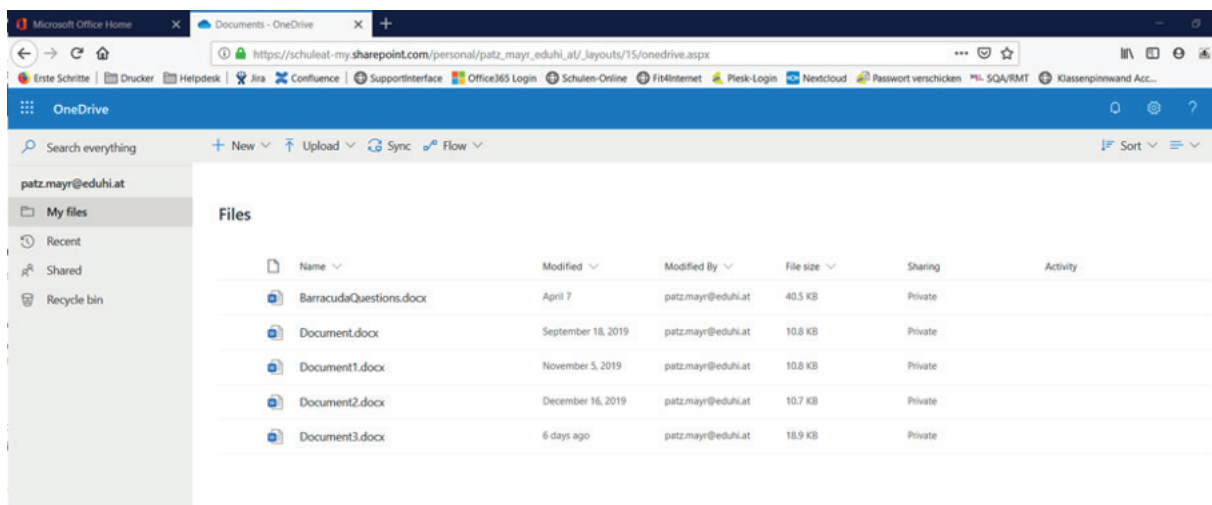 Microsoft Office Home
Documents - OneDrive
https://schuleat-my.sharepoint.com/personal/patz_mayr_eduhi_at/_layouts/15/onedrive.aspx
Erste Schritte Drucker Helpdesk Jira Confluence SupportInterface Office365 Login Schulen-Online Fit4Internet Plesk-Login Nextcloud Passwort verschicken SQA/RMT Klassenpinnwand Acc...
OneDrive
?
Search everything
+ New Upload Sync Flow Sort
patz.mayr@eduhi.at
My files
Recent
Shared
Recycle bin
Files
Name Modified Modified By File size Sharing Activity
BarracudaQuestions.docx April 7 patz.mayr@eduhi.at 40.5 KB Private
Document.docx September 18, 2019 patz.mayr@eduhi.at 10.8 KB Private
Document1.docx November 5, 2019 patz.mayr@eduhi.at 10.8 KB Private
Document2.docx December 16, 2019 patz.mayr@eduhi.at 10.7 KB Private
Document3.docx 6 days ago patz.mayr@eduhi.at 18.9 KB Private